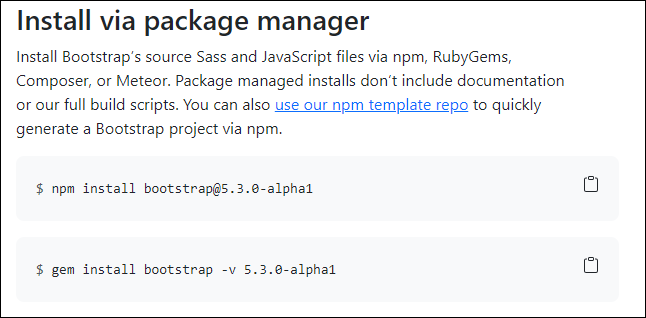 Install via package manager
Install Bootstrap’s source Sass and JavaScript files via npm, RubyGems,
Composer, or Meteor. Package managed installs don’t include documentation
or our full build scripts. You can also use our npm template repo to quickly
generate a Bootstrap project via npm.
$ npm install bootstrap@5.3.0-alpha1
$ gem install bootstrap -v 5.3.0-alpha1